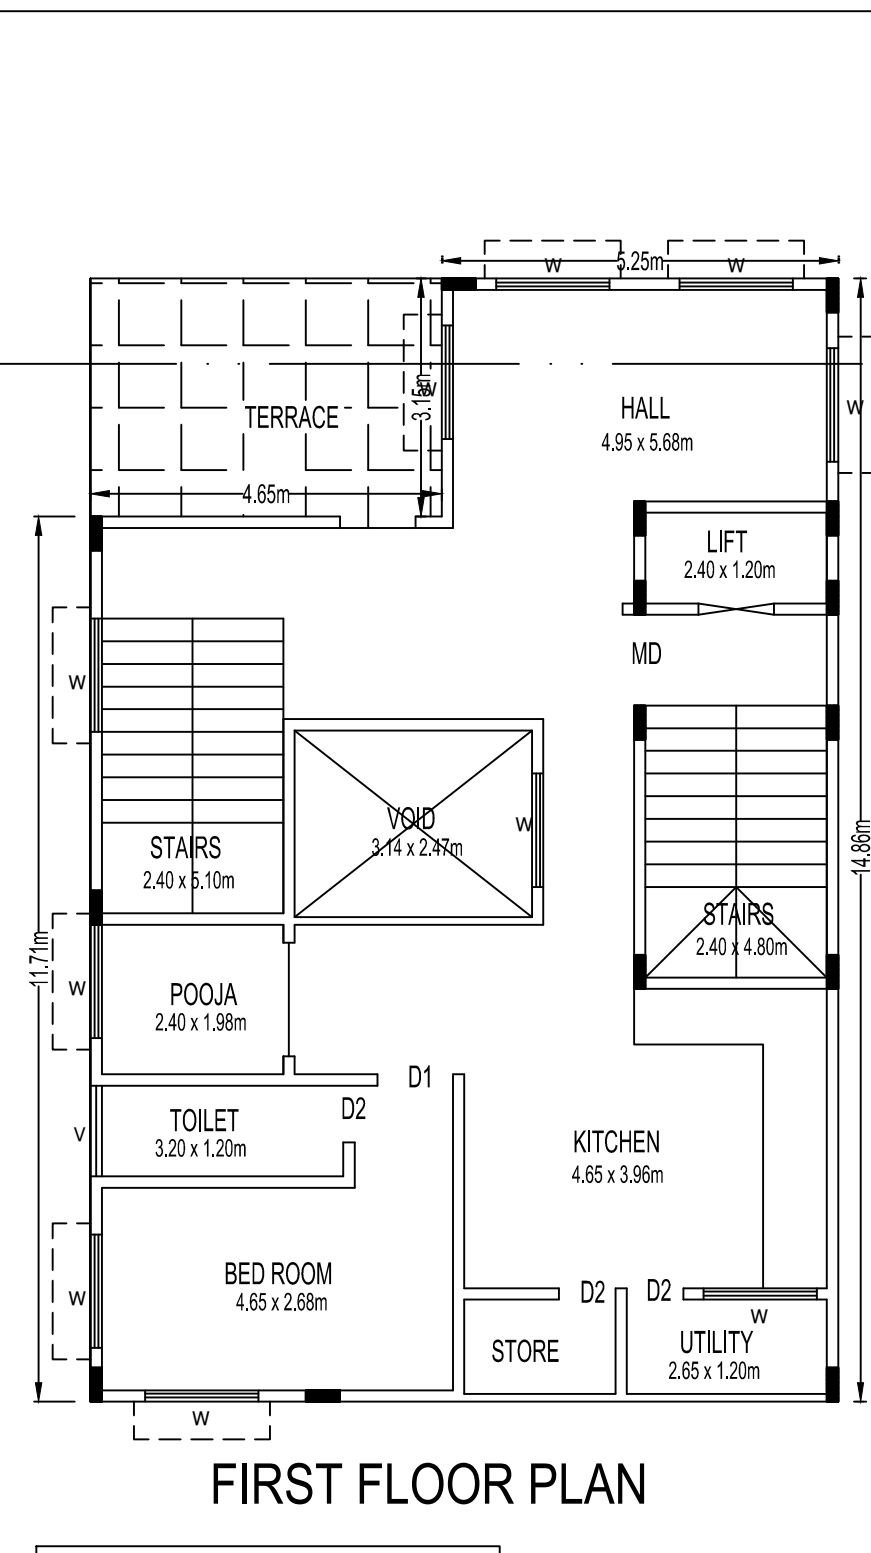 W
5.25m
W
W
3.15m
HALL
4.95 x 5.68m
W
TERRACE
4.65m
LIFT
2.40 x 1.20m
MD
W
VOID
3.14 x 2.47m
W
STAIRS
2.40 x 5.10m
14.86m
STAIRS
2.40 x 4.80m
11.71m
W
POOJA
2.40 x 1.98m
D1
D2
V
TOILET
3.20 x 1.20m
KITCHEN
4.65 x 3.96m
W
BED ROOM
4.65 x 2.68m
D2
D2
W
STORE
UTILITY
2.65 x 1.20m
W
FIRST FLOOR PLAN